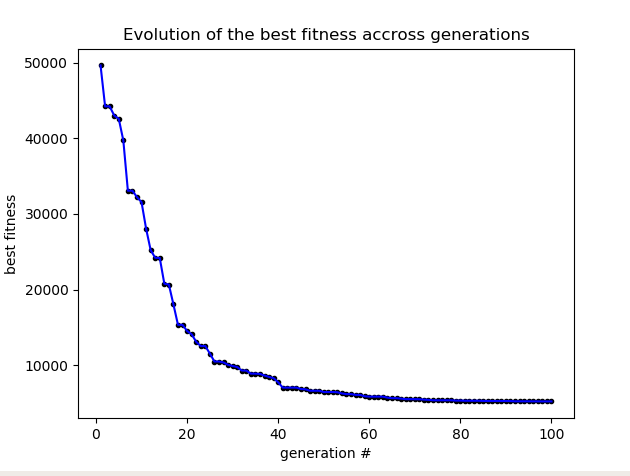 Evolution of the best fitness accross generations
50000
40000
30000
20000
10000
best fitness
0 20 40 60 80 100
generation #